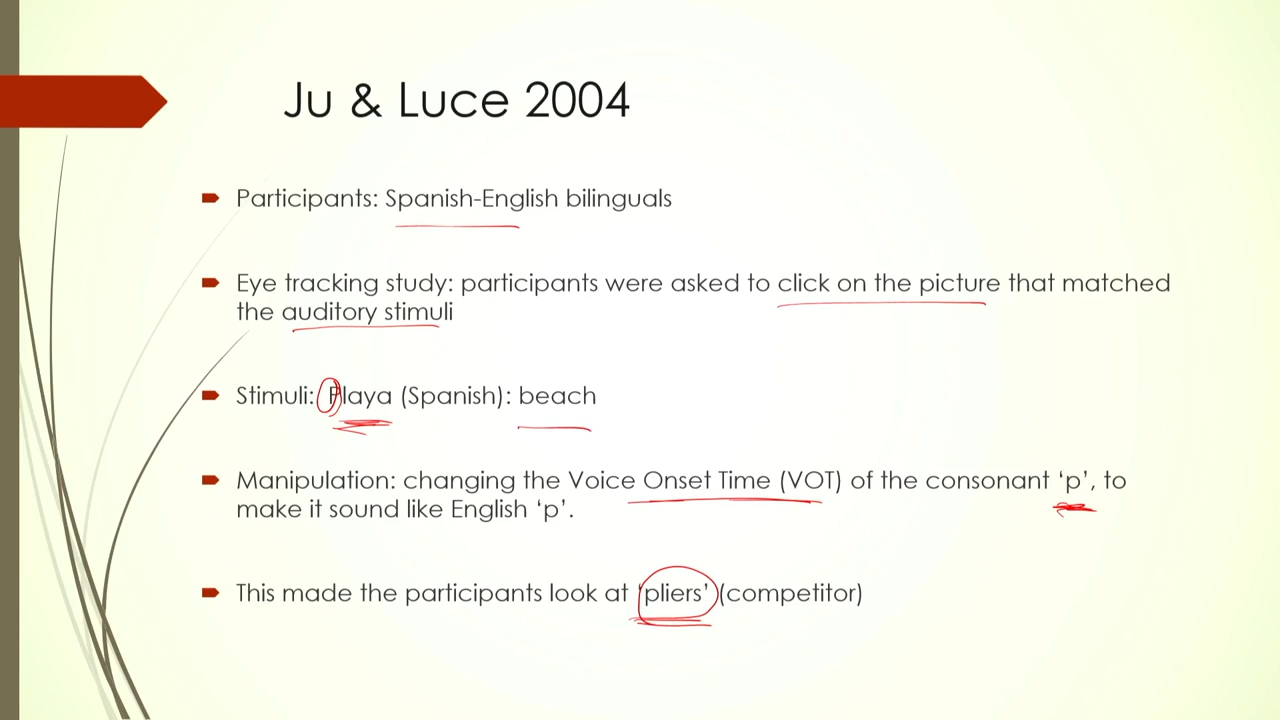 Ju & Luce 2004
Participants: Spanish-English bilinguals
Eye tracking study: participants were asked to click on the picture that matched
the auditory stimuli
Stimuli: Playa (Spanish): beach
Manipulation: changing the Voice Onset Time (VOT) of the consonant ‘p’, to
make it sound like English ‘p’.
This made the participants look at ‘pliers’ (competitor)